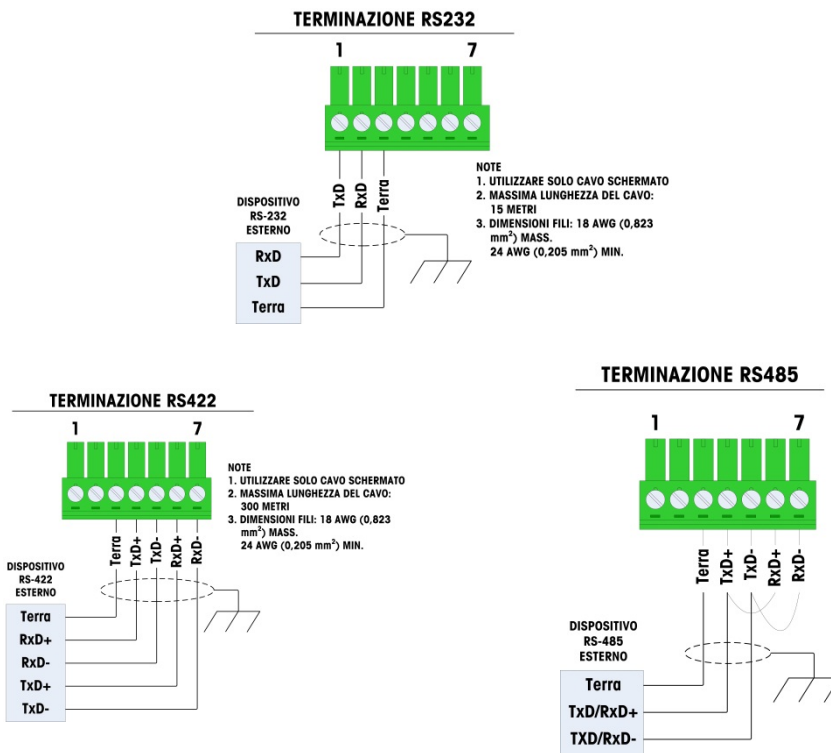 TERMINAZIONE RS232
1 7
TxD
RxD
Terra
DISPOSITIVO
RS-232
ESTERNO
RxD
TxD
Terra
NOTE
1. UTILIZZARE SOLO CAVO SCHERMATO
2. MASSIMA LUNGHEZZA DEL CAVO:
15 METRI
3. DIMENSIONI FILI: 18 AWG (0,823
mm²) MASS.
24 AWG (0,205 mm²) MIN.
TERMINAZIONE RS422
1 7
Terra
TxD+
TxD-
RxD+
RxD-
DISPOSITIVO
RS-422
ESTERNO
Terra
RxD+
RxD-
TxD+
TxD-
NOTE
1. UTILIZZARE SOLO CAVO SCHERMATO
2. MASSIMA LUNGHEZZA DEL CAVO:
300 METRI
3. DIMENSIONI FILI: 18 AWG (0,823
mm²) MASS.
24 AWG (0,205 mm²) MIN.
TERMINAZIONE RS485
1 7
Terra
TxD+
TxD-
RxD+
RxD-
DISPOSITIVO
RS-485
ESTERNO
Terra
TxD/RxD+
TXD/RxD-